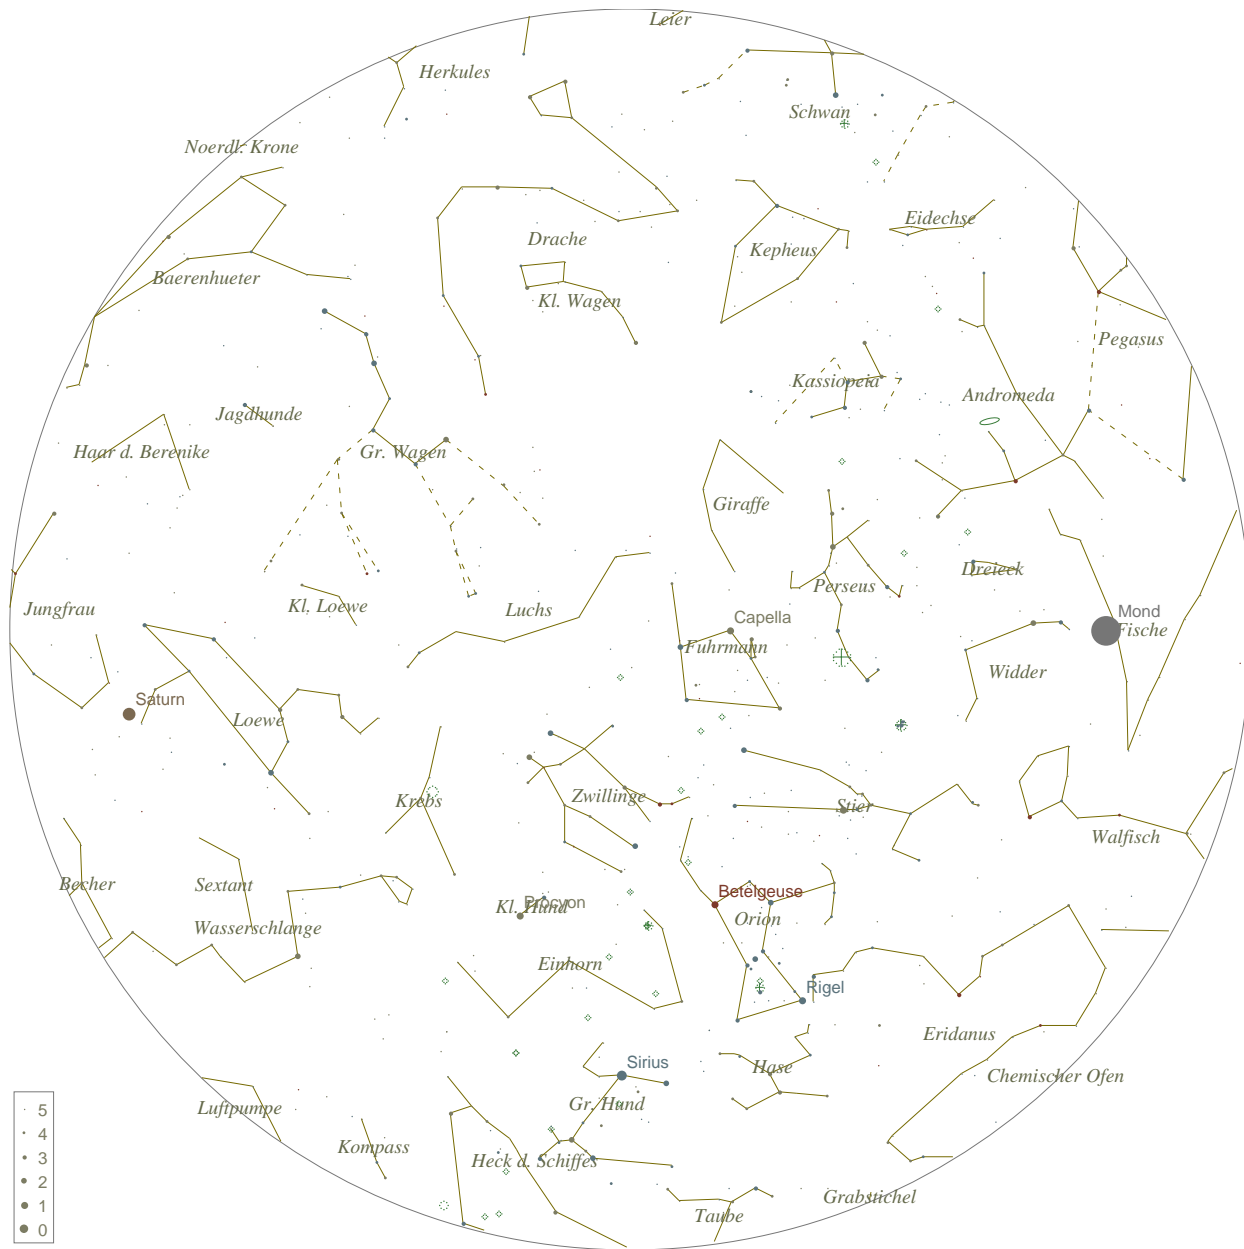 Leier
Herkules
Schwan
Noerdl. Krone
Eidechse
Drache
Kepheus
Baerenhueter
Kl. Wagen
Pegasus
Kassiopeia
Andromeda
Jagdhunde
Haar d. Berenike
Gr. Wagen
Giraffe
Dreieck
Perseus
Jungfrau
Kl. Loewe
Luchs
Capella
Mond
Fische
Fuhrmann
Widder
Saturn
Loewe
Krebs
Zwillinge
Stier
Walfisch
Becher
Sextant
Betelgeuse
Procyon
Kl. Hund
Orion
Wasserschlange
Einhorn
Rigel
Eridanus
Sirius
Hase
Chemischer Ofen
Luftpumpe
Gr. Hund
Kompass
Heck d. Schiffes
Grabstichel
Taube
5
4
3
2
1
0